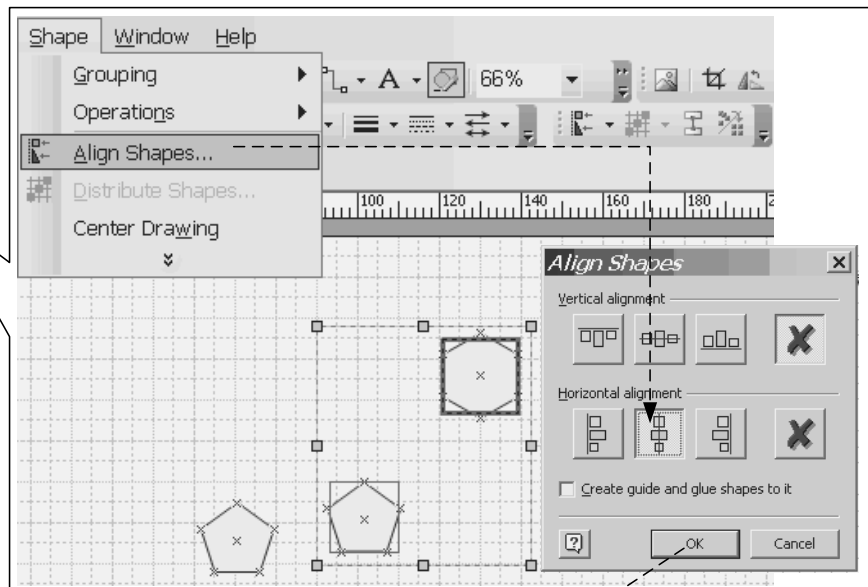 Shape Window Help
Grouping
Operations
Align Shapes...
Distribute Shapes...
Center Drawing
A 66%
100 120 140 160 180 2
Align Shapes
Vertical alignment
Horizontal alignment
Create guide and glue shapes to it
OK Cancel